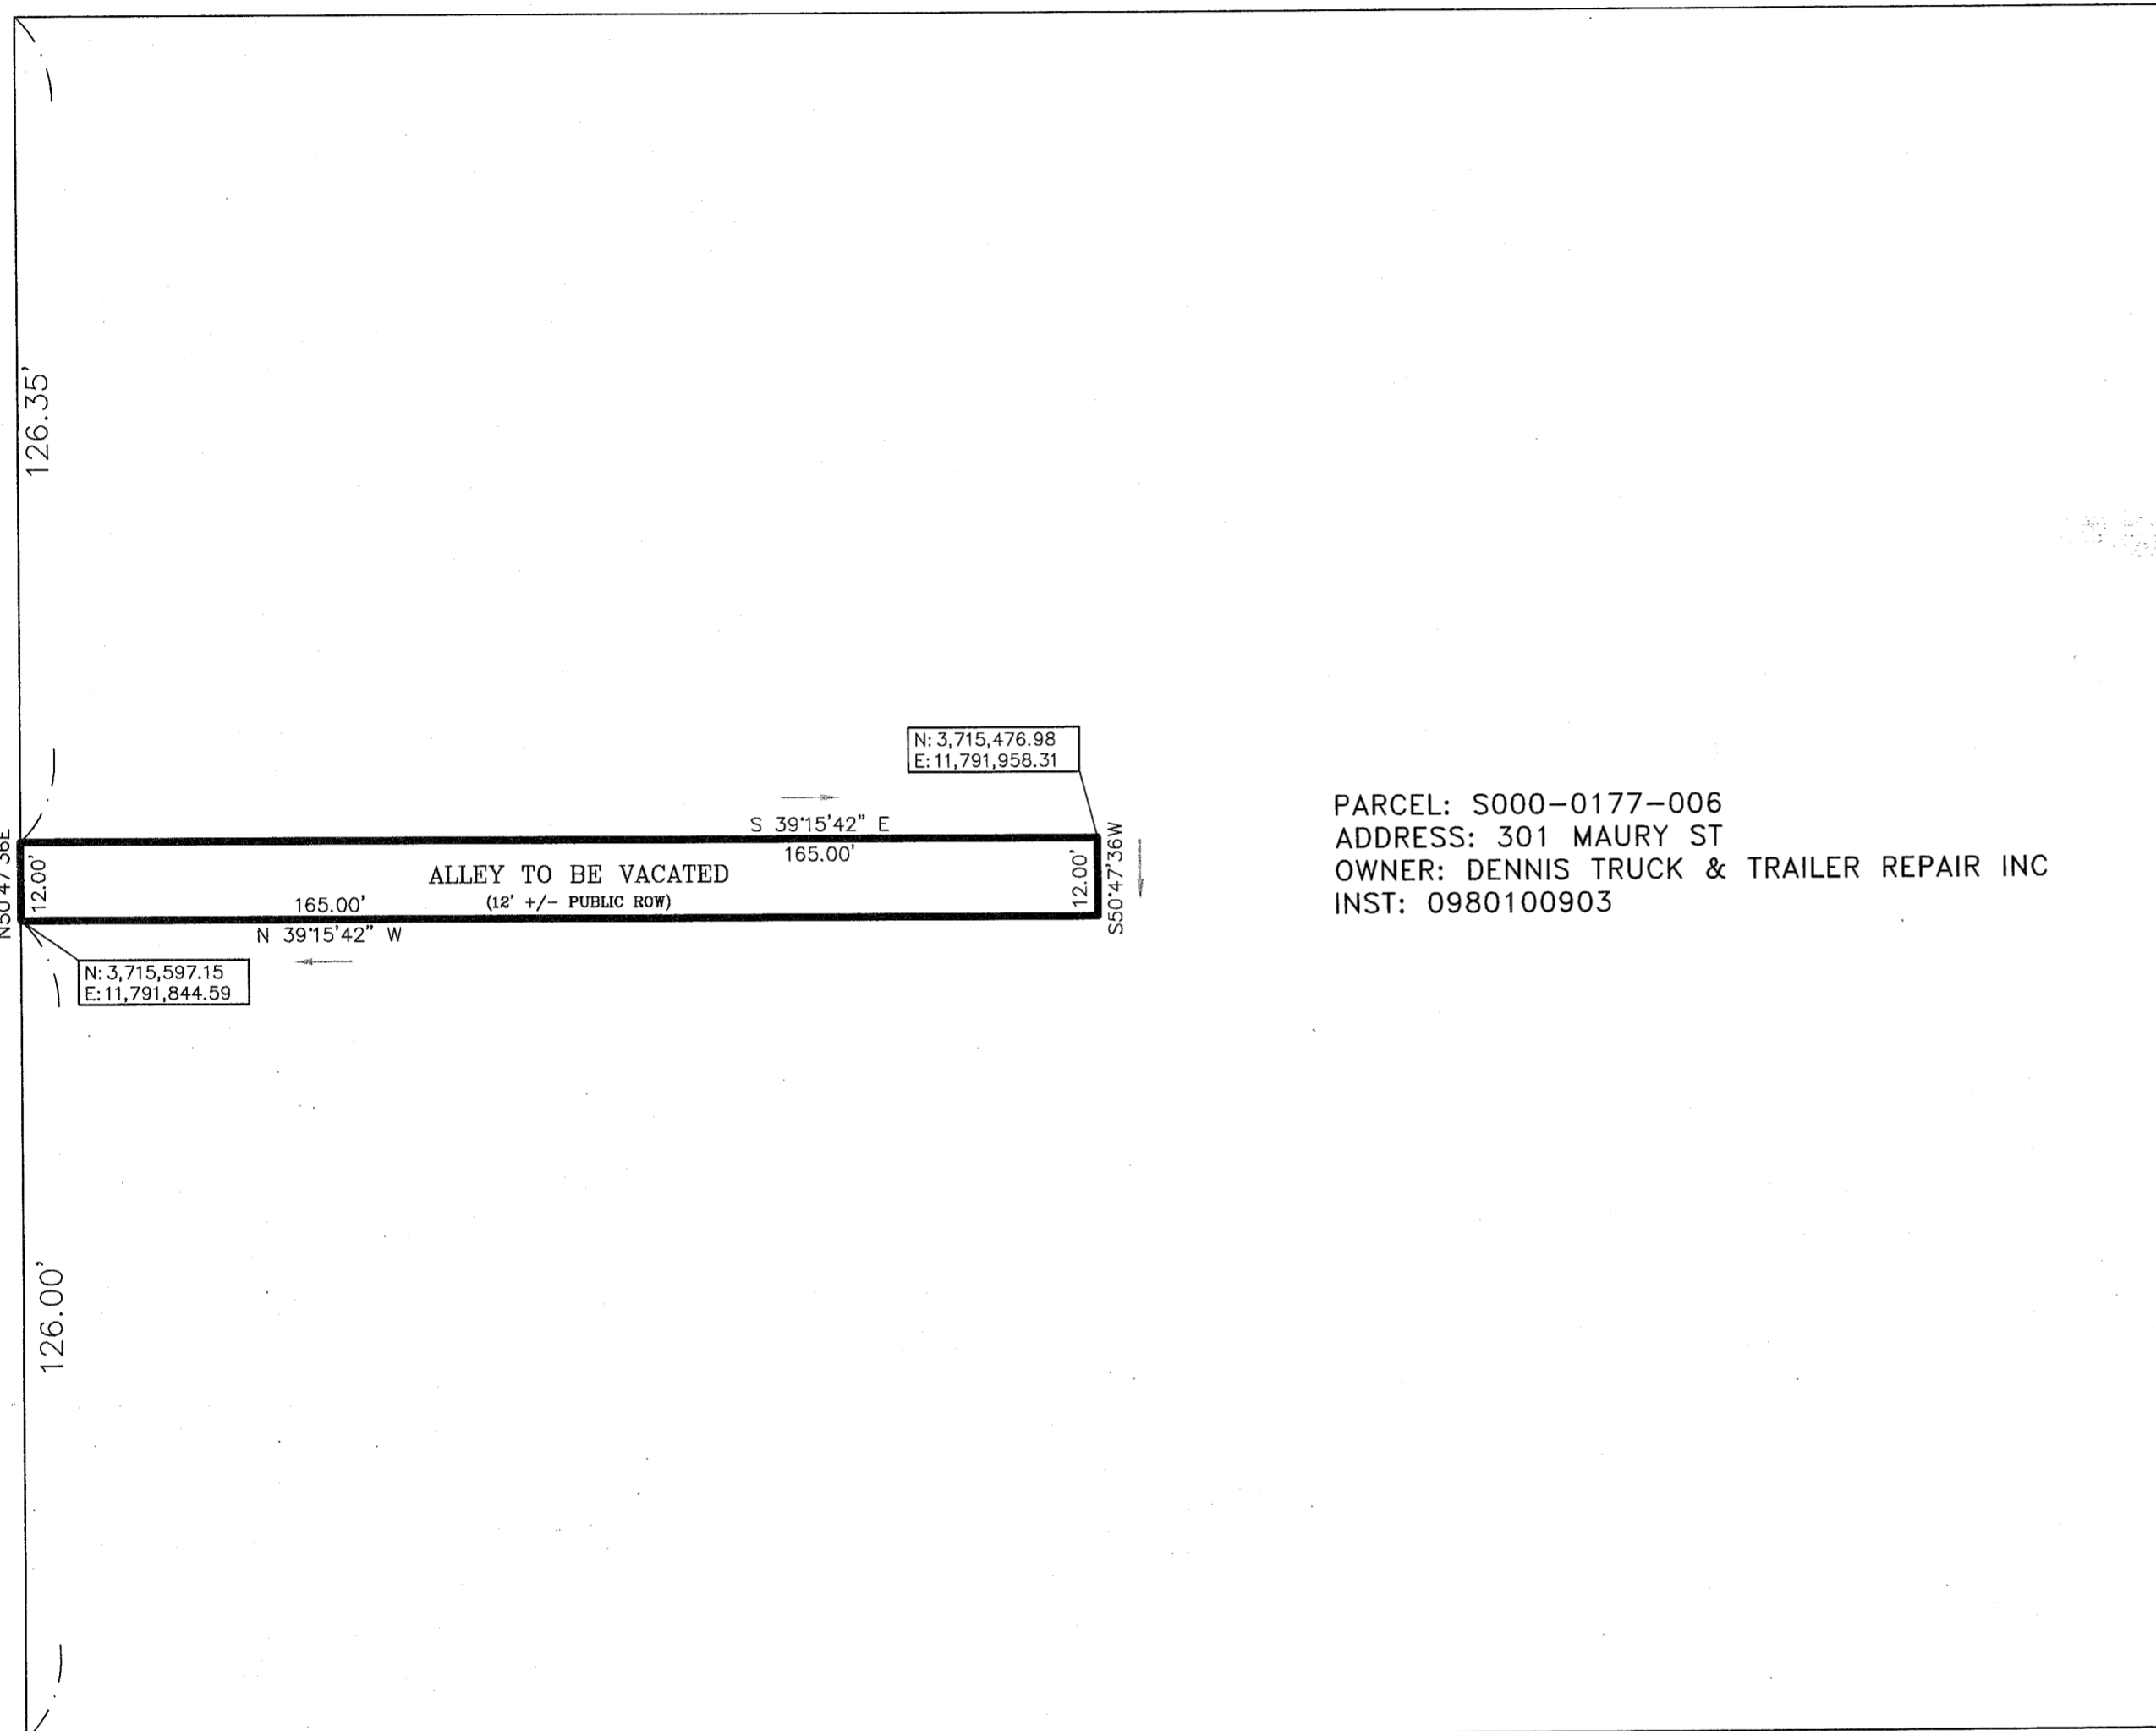 126.35'
N: 3,715,476.98
E: 11,791,958.31
S 39°15'42" E
165.00'
S50°47'36W
12.00'
12.00'
ALLEY TO BE VACATED
(12' +/- PUBLIC ROW)
165.00'
N 39°15'42" W
N: 3,715,597.15
E: 11,791,844.59
PARCEL: S000-0177-006
ADDRESS: 301 MAURY ST
OWNER: DENNIS TRUCK & TRAILER REPAIR INC
INST: 0980100903
126.00'